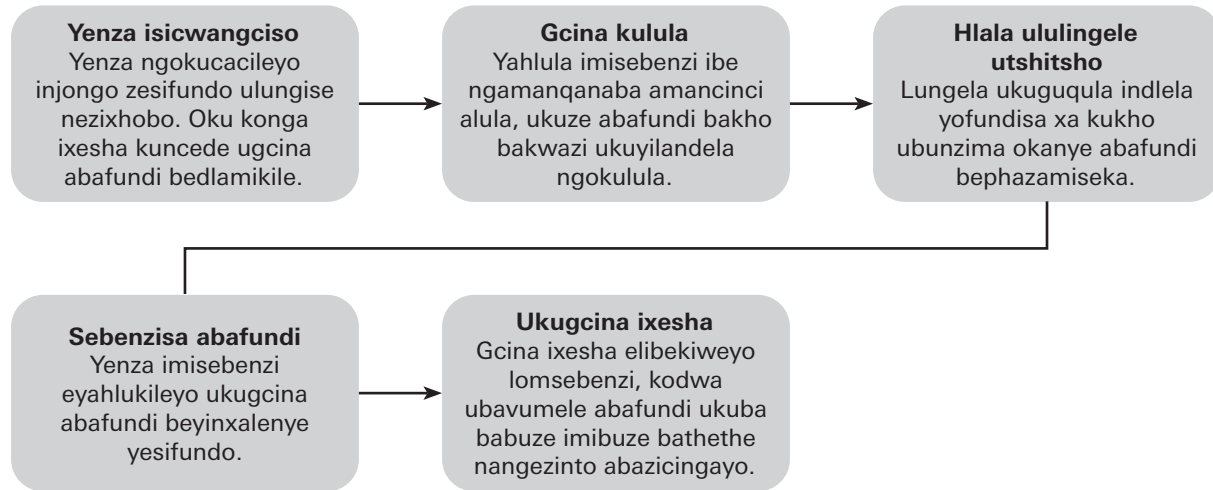 Yenza isicwangciso
Yenza ngokucacileyo
injongo zesifundo ulungise
nezixhobo. Oku konga
ixesha kuncede ugcina
abafundi bedlamikile.
Gcina kulula
Yahlula imisebenzi ibe
ngamanqanaba amancinci
alula, ukuze abafundi bakho
bakwazi ukuyilandela
ngokulula.
Hlala ululingele
utshitsho
Lungela ukuguqula indlela
yofundisa xa kukho
ubunzima okanye abafundi
bephazamiseka.
Sebenzisa abafundi
Yenza imisebenzi
eyahlukileyo ukugcina
abafundi beyinxalenye
yesifundo.
Ukugcina ixesha
Gcina ixesha elibekiweyo
lomsebenzi, kodwa
ubavumele abafundi ukuba
babuze imibuze bathethe
nangezinto abazicingayo.